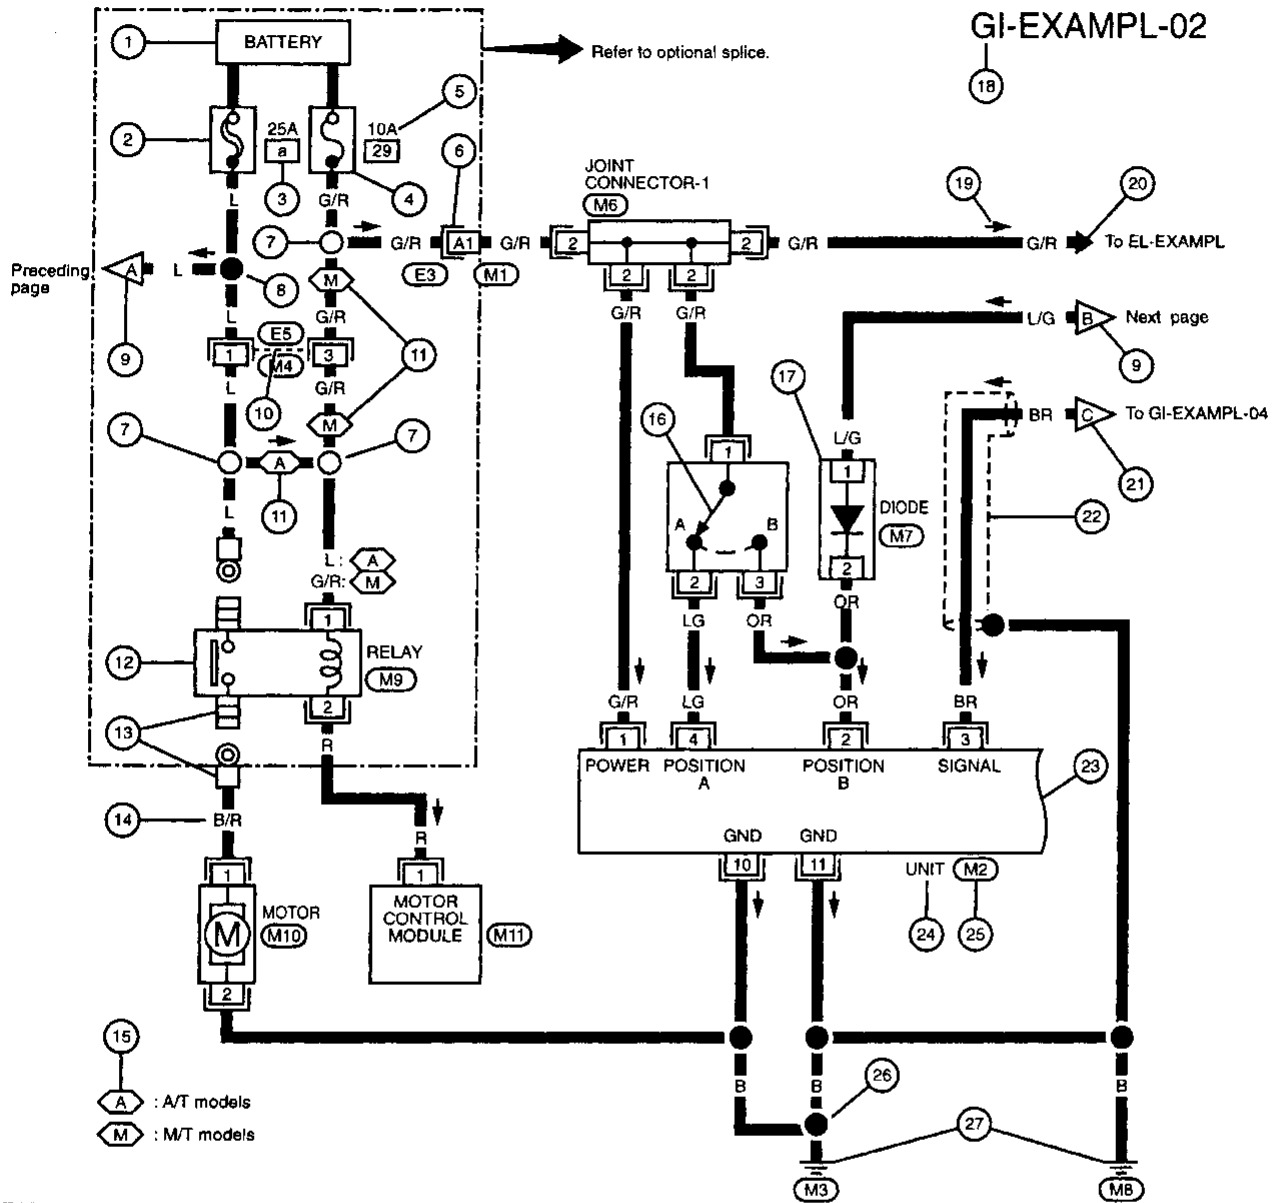 GI-EXAMPL-02
18
1
BATTERY
Refer to optional splice.
2
25A
a
3
10A
29
5
4
6
L
G/R
7
G/R
E3
A1
M1
G/R
JOINT
CONNECTOR-1
M6
2
2
2
2
G/R
19
G/R
20
To EL-EXAMPL
Preceding
page
A
L
8
9
M
G/R
G/R
G/R
L
G/R
L/G
B
Next page
9
E5
1
M4
3
11
L
10
G/R
M
7
7
A
11
17
16
BR
C
To GI-EXAMPL-04
21
22
1
A
B
2
3
L/G
1
DIODE
M7
2
OR
L
L : A
G/R: M
LG
OR
1
12
RELAY
M9
2
13
R
G/R
LG
OR
BR
1
4
2
3
POWER
POSITION
A
POSITION
B
SIGNAL
23
GND
GND
10
11
UNIT
M2
24
25
14
B/R
R
1
1
M
MOTOR
M10
MOTOR
CONTROL
MODULE
M11
2
15
A : A/T models
M : M/T models
B
B
B
26
27
M3
M8